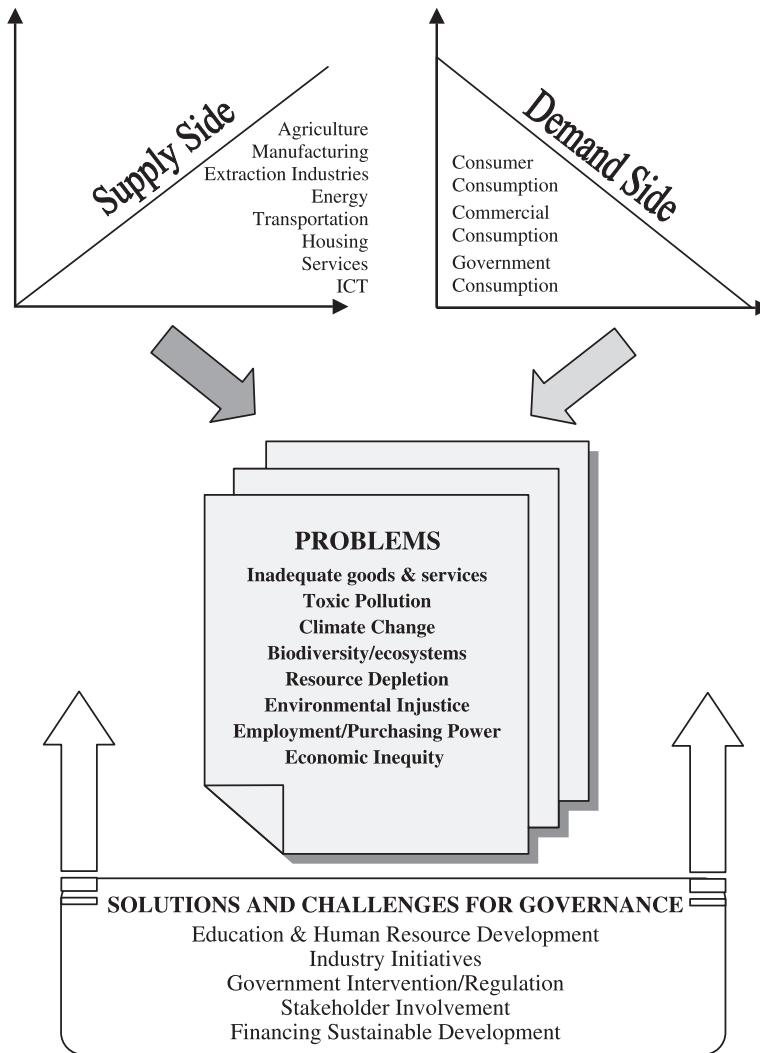 Supply Side
Agriculture
Manufacturing
Extraction Industries
Energy
Transportation
Housing
Services
ICT
Demand Side
Consumer
Consumption
Commercial
Consumption
Government
Consumption
PROBLEMS
Inadequate goods & services
Toxic Pollution
Climate Change
Biodiversity/ecosystems
Resource Depletion
Environmental Injustice
Employment/Purchasing Power
Economic Inequity
SOLUTIONS AND CHALLENGES FOR GOVERNANCE
Education & Human Resource Development
Industry Initiatives
Government Intervention/Regulation
Stakeholder Involvement
Financing Sustainable Development